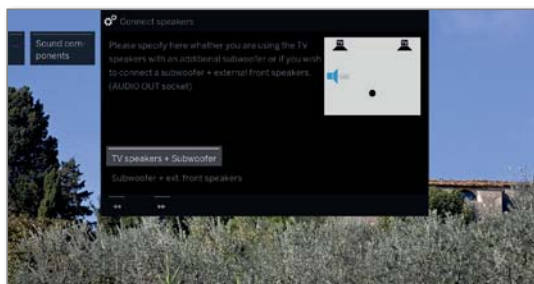 Connect speakers
... Sound com-
ponents
Please specify here whether you are using the TV
speakers with an additional subwoofer or if you wish
to connect a subwoofer + external front speakers.
(AUDIO OUT socket)
TV TV
TV speakers + Subwoofer
Subwoofer + ext. front speakers